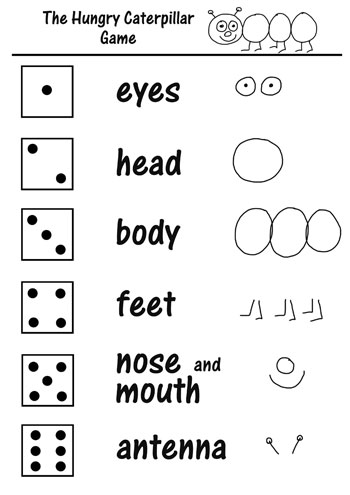 The Hungry Caterpillar
Game
eyes
head
body
feet
nose and
mouth
antenna